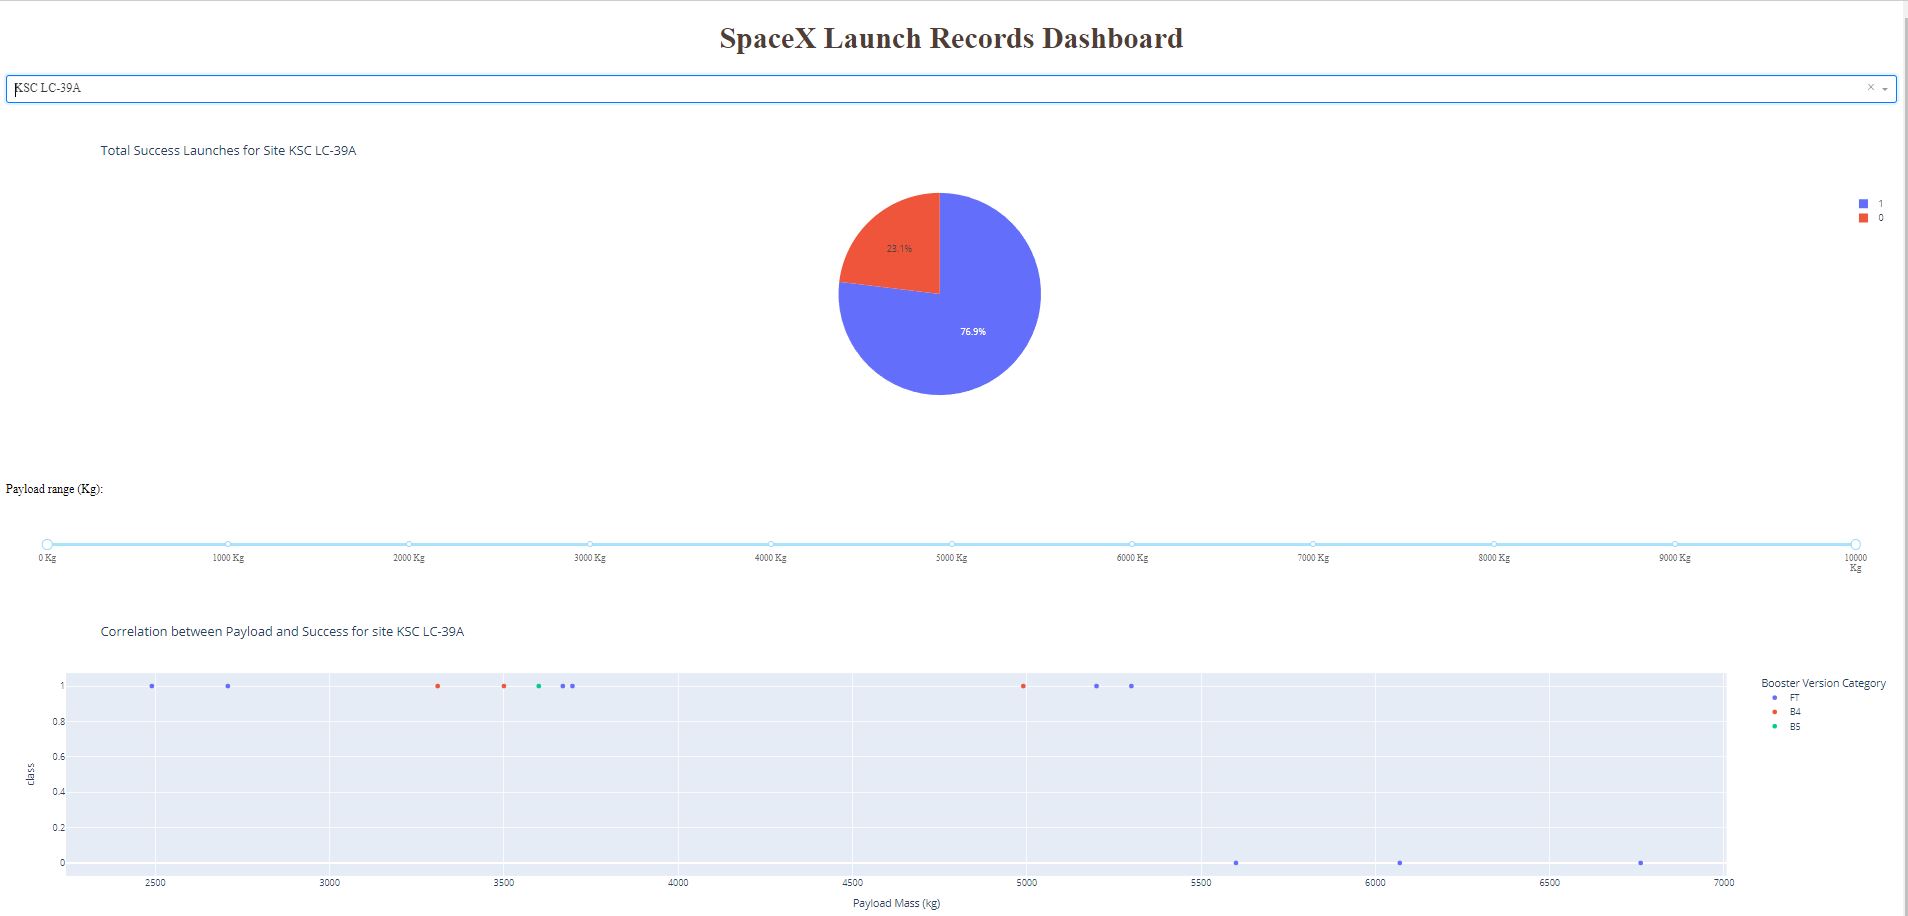 SpaceX Launch Records Dashboard
KSC LC-39A
×
Total Success Launches for Site KSC LC-39A
1
0
23.1%
76.9%
Payload range (Kg):
0 Kg 1000 Kg 2000 Kg 3000 Kg 4000 Kg 5000 Kg 6000 Kg 7000 Kg 8000 Kg 9000 Kg 10000
Kg
Correlation between Payload and Success for site KSC LC-39A
Booster Version Category
FT
B4
B5
1
0.8
0.6
0.4
0.2
0
class
2500 3000 3500 4000 4500 5000 5500 6000 6500 7000
Payload Mass (kg)